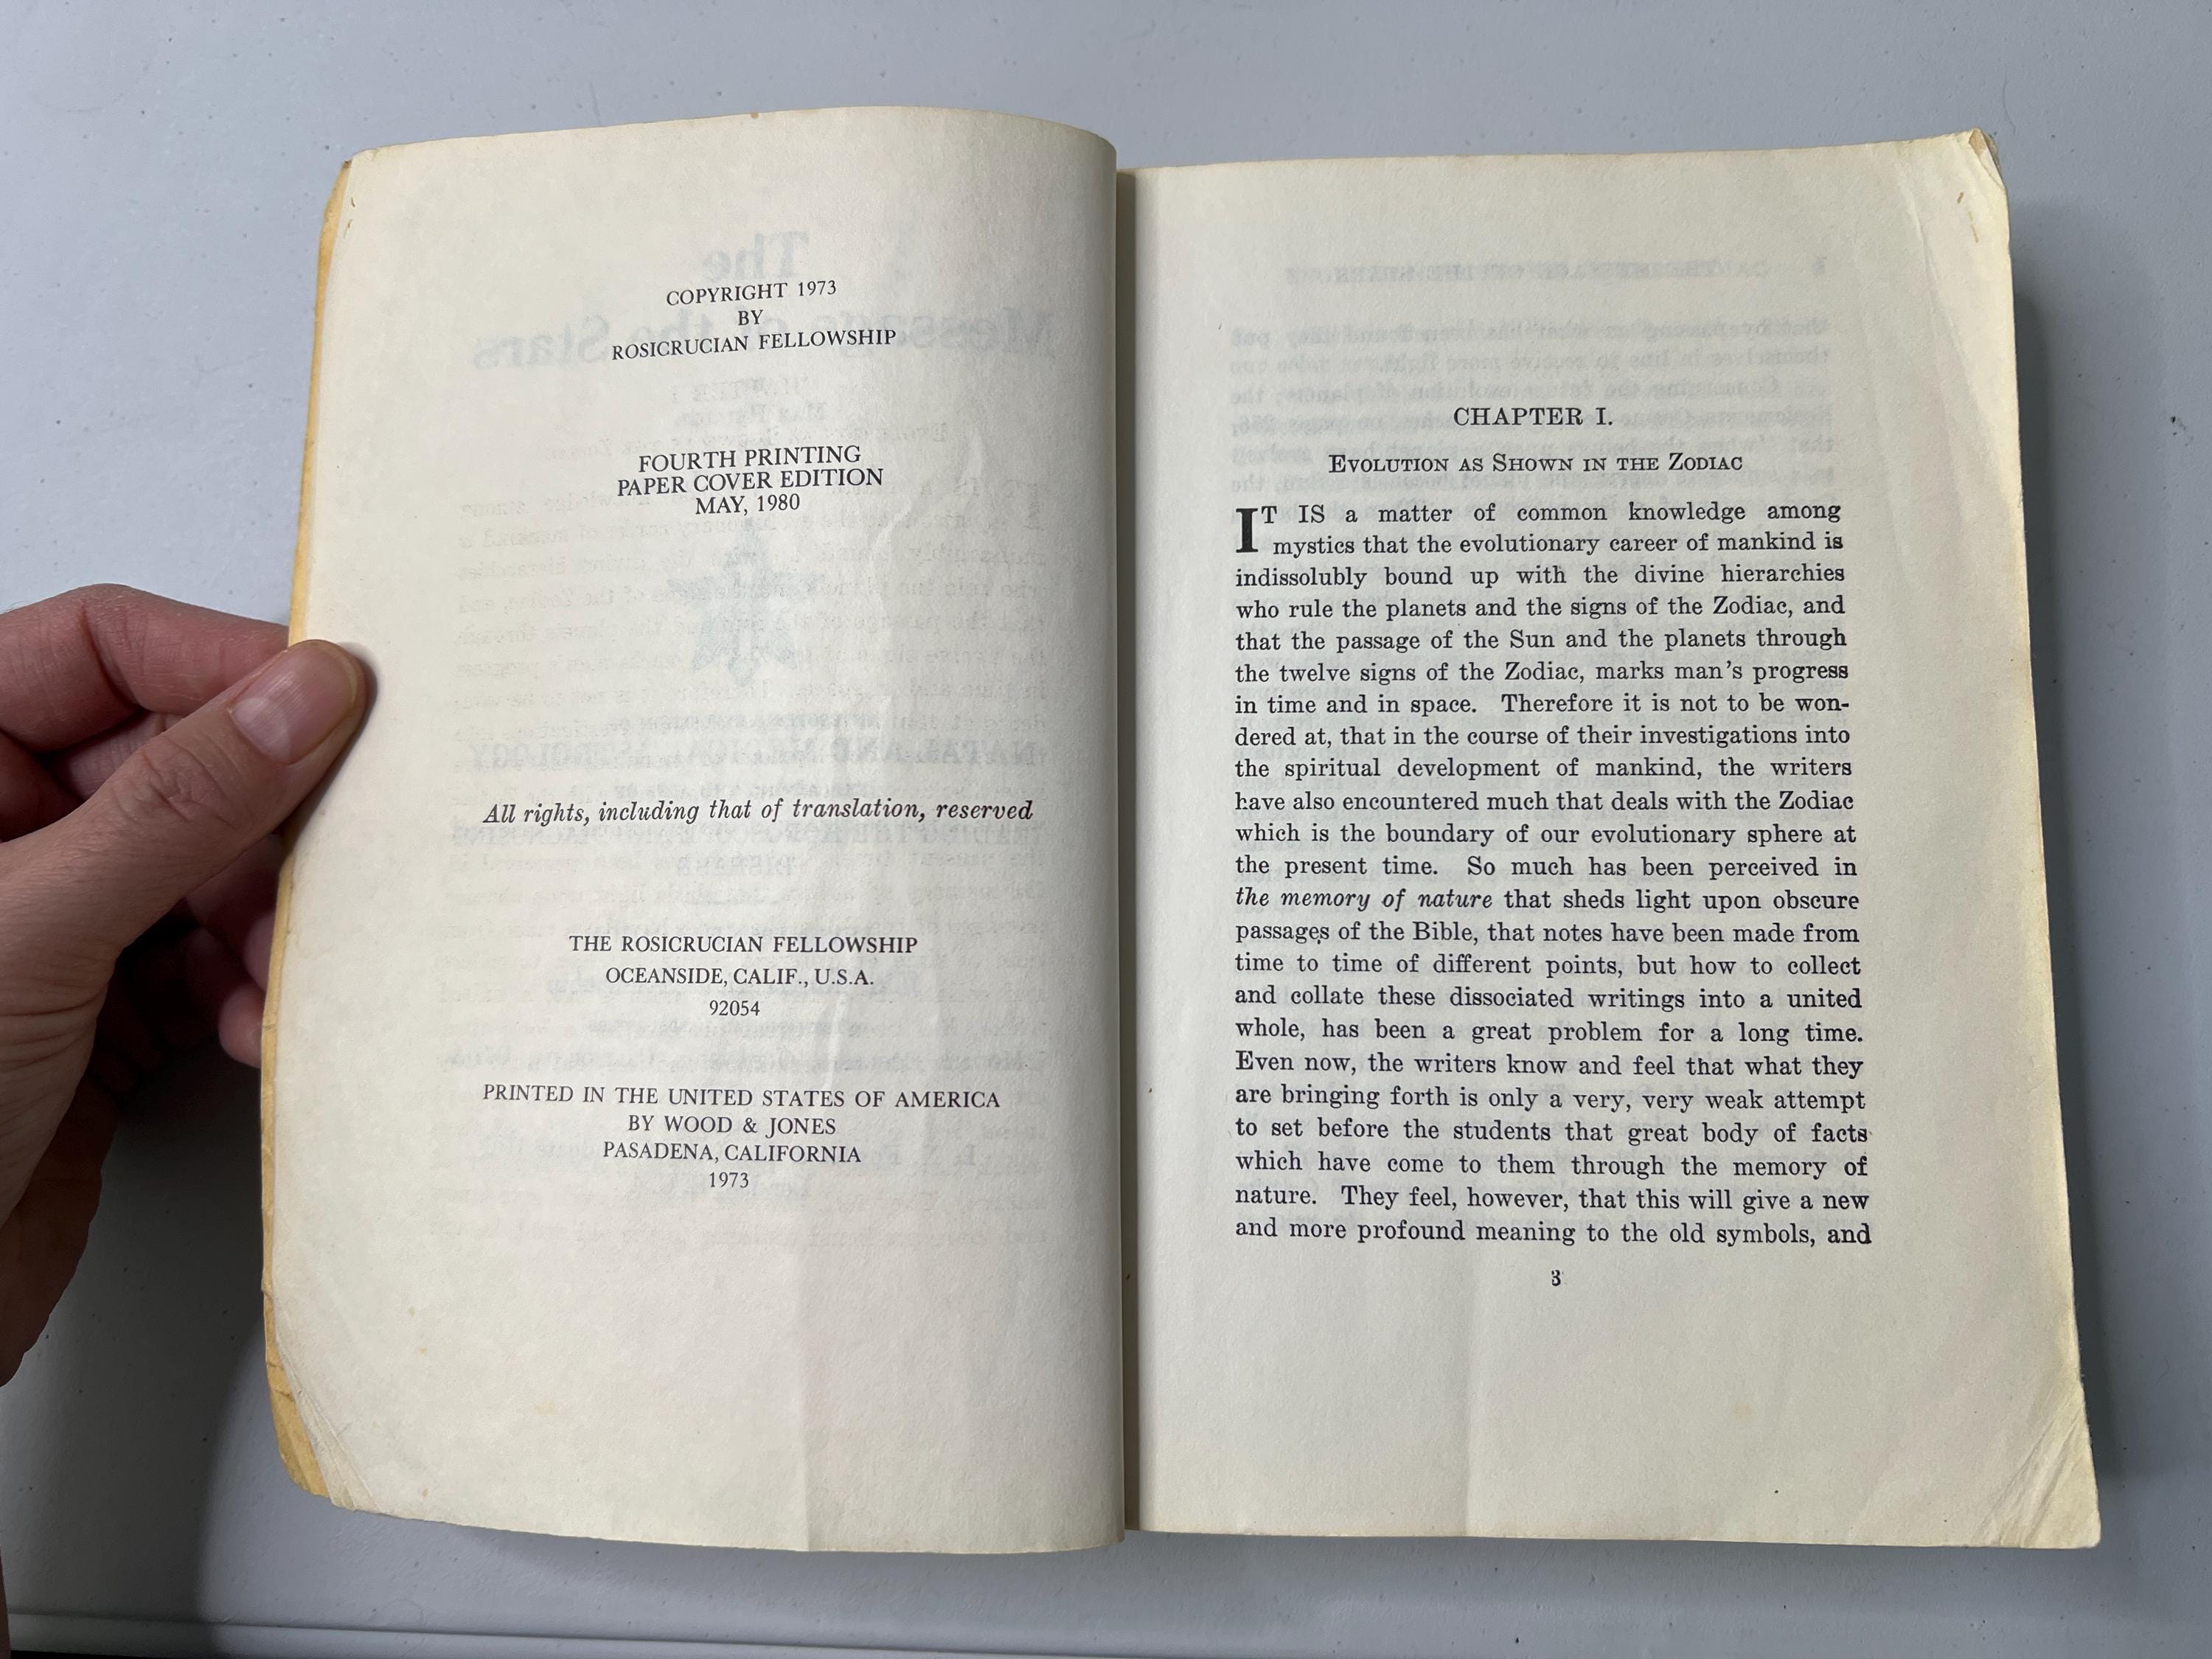 COPYRIGHT 1973
BY
ROSICRUCIAN FELLOWSHIP
FOURTH PRINTING
PAPER COVER EDITION
MAY, 1980
All rights, including that of translation, reserved
THE ROSICRUCIAN FELLOWSHIP
OCEANSIDE, CALIF., U.S.A.
92054
PRINTED IN THE UNITED STATES OF AMERICA
BY WOOD & JONES
PASADENA, CALIFORNIA
1973
CHAPTER I.
EVOLUTION AS SHOWN IN THE ZODIAC
IT IS a matter of common knowledge among
mystics that the evolutionary career of mankind is
indissolubly bound up with the divine hierarchies
who rule the planets and the signs of the Zodiac, and
that the passage of the Sun and the planets through
the twelve signs of the Zodiac, marks man's progress
in time and in space. Therefore it is not to be won-
dered at, that in the course of their investigations into
the spiritual development of mankind, the writers
have also encountered much that deals with the Zodiac
which is the boundary of our evolutionary sphere at
the present time. So much has been perceived in
the memory of nature that sheds light upon obscure
passages of the Bible, that notes have been made from
time to time of different points, but how to collect
and collate these dissociated writings into a united
whole, has been a great problem for a long time.
Even now, the writers know and feel that what they
are bringing forth is only a very, very weak attempt
to set before the students that great body of facts
which have come to them through the memory of
nature. They feel, however, that this will give a new
and more profound meaning to the old symbols, and
3